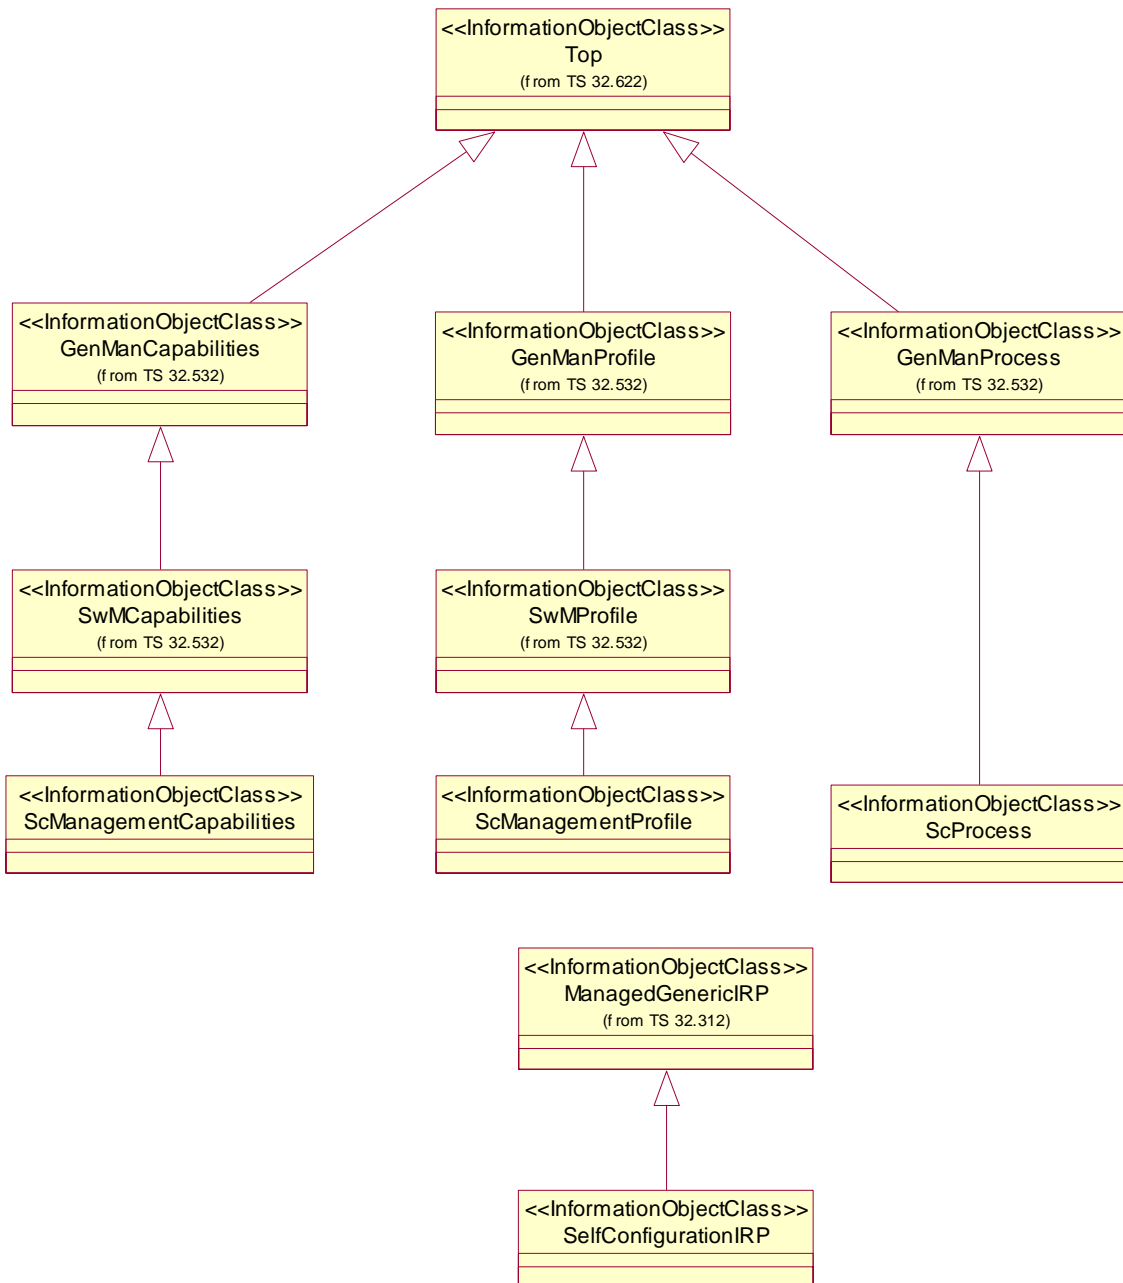 <<InformationObjectClass>>
Top
(from TS 32.622)
<<InformationObjectClass>>
GenManCapabilities
(from TS 32.532)
<<InformationObjectClass>>
GenManProfile
(from TS 32.532)
<<InformationObjectClass>>
GenManProcess
(from TS 32.532)
<<InformationObjectClass>>
SwMCapabilities
(from TS 32.532)
<<InformationObjectClass>>
SwMProfile
(from TS 32.532)
<<InformationObjectClass>>
ScManagementCapabilities
<<InformationObjectClass>>
ScManagementProfile
<<InformationObjectClass>>
ScProcess
<<InformationObjectClass>>
ManagedGenericIRP
(from TS 32.312)
<<InformationObjectClass>>
SelfConfigurationIRP